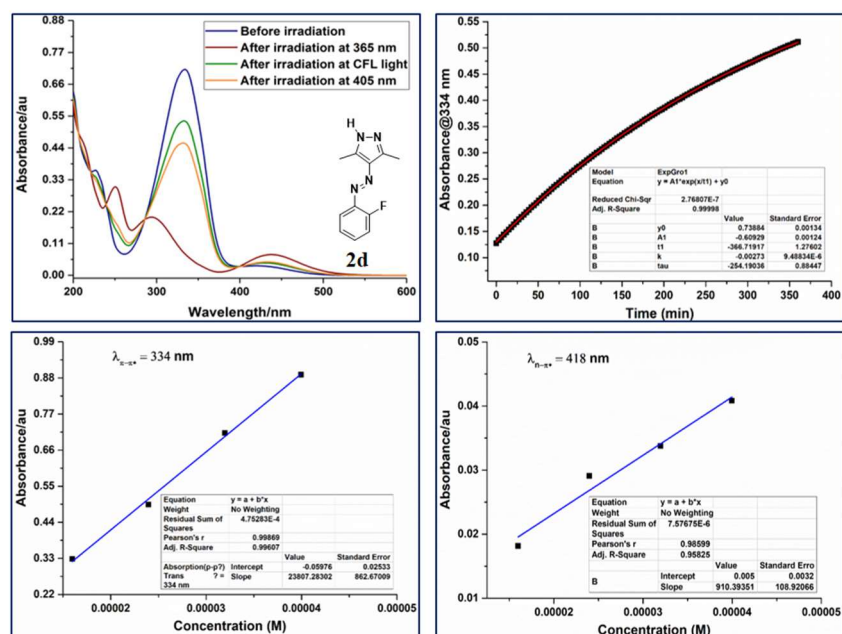 Before irradiation
After irradiation at 365 nm
After irradiation at CFL light
After irradiation at 405 nm
Absorbance/au
0.88
0.77
0.66
0.55
0.44
0.33
0.22
0.11
0.00
H
N
N
CH₃
CH₃
N
N
F
2d
200 300 400 500 600
Wavelength/nm
Absorbance@334 nm
0.55
0.50
0.45
0.40
0.35
0.30
0.25
0.20
0.15
0.10
Model ExpGro1
Equation y = A1*exp(x/t1) + y0
Reduced Chi-Sqr 2.76807E-7
Adj. R-Square 0.99998
Value Standard Error
B y0 0.73884 0.00134
B A1 -0.60929 0.00124
B t1 -366.71917 1.27602
B k -0.00273 9.48834E-6
B tau -254.19036 0.88447
0 50 100 150 200 250 300 350 400
Time (min)
Absorbance/au
0.99
0.88
0.77
0.66
0.55
0.44
0.33
0.22
λπ−π* = 334 nm
Equation y = a + b*x
Weight No Weighting
Residual Sum of Squares 4.75283E-4
Pearson's r 0.99869
Adj. R-Square 0.99607
Value Standard Error
Absorption(p-p?) Intercept -0.05976 0.02533
Trans ? = Slope 23807.28302 862.67009
334 nm
0.00002 0.00003 0.00004 0.00005
Concentration (M)
Absorbance/au
0.05
0.04
0.03
0.02
0.01
λn−π* = 418 nm
Equation y = a + b*x
Weight No Weighting
Residual Sum of Squares 7.57675E-6
Pearson's r 0.98599
Adj. R-Square 0.95825
Value Standard Erro
B Intercept 0.005 0.0032
Slope 910.39351 108.92066
0.00002 0.00003 0.00004 0.00005
Concentration (M)